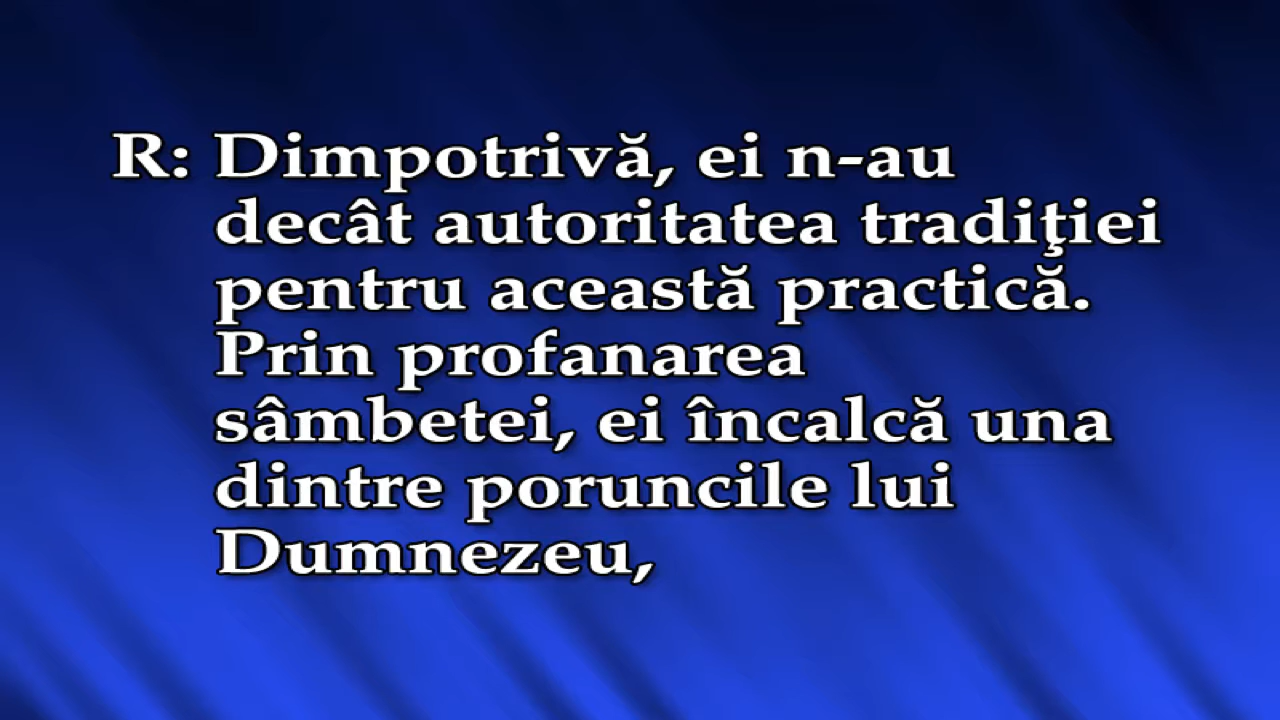 R: Dimpotrivă, ei n-au
decât autoritatea tradiţiei
pentru această practică.
Prin profanarea
sâmbetei, ei încalcă una
dintre poruncile lui
Dumnezeu,